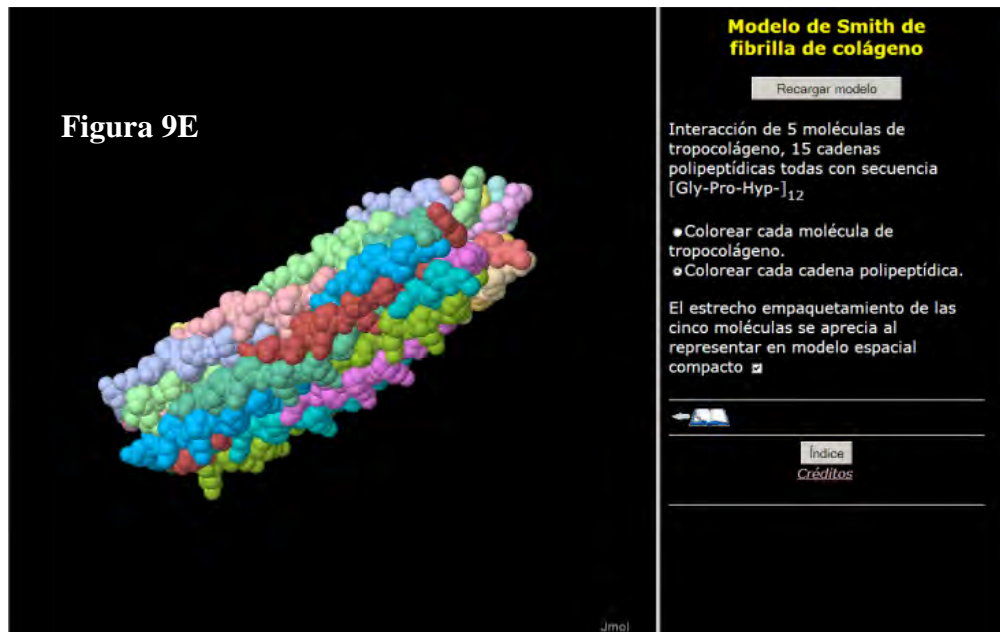 Figura 9E
Jmol
Modelo de Smith de
fibrilla de colágeno
Recargar modelo
Interacción de 5 moléculas de
tropocolágeno, 15 cadenas
polipeptídicas todas con secuencia
[Gly-Pro-Hyp-]12
Colorear cada molécula de
tropocolágeno.
Colorear cada cadena polipeptídica.
El estrecho empaquetamiento de las
cinco moléculas se aprecia al
representar en modelo espacial
compacto
Índice
Créditos